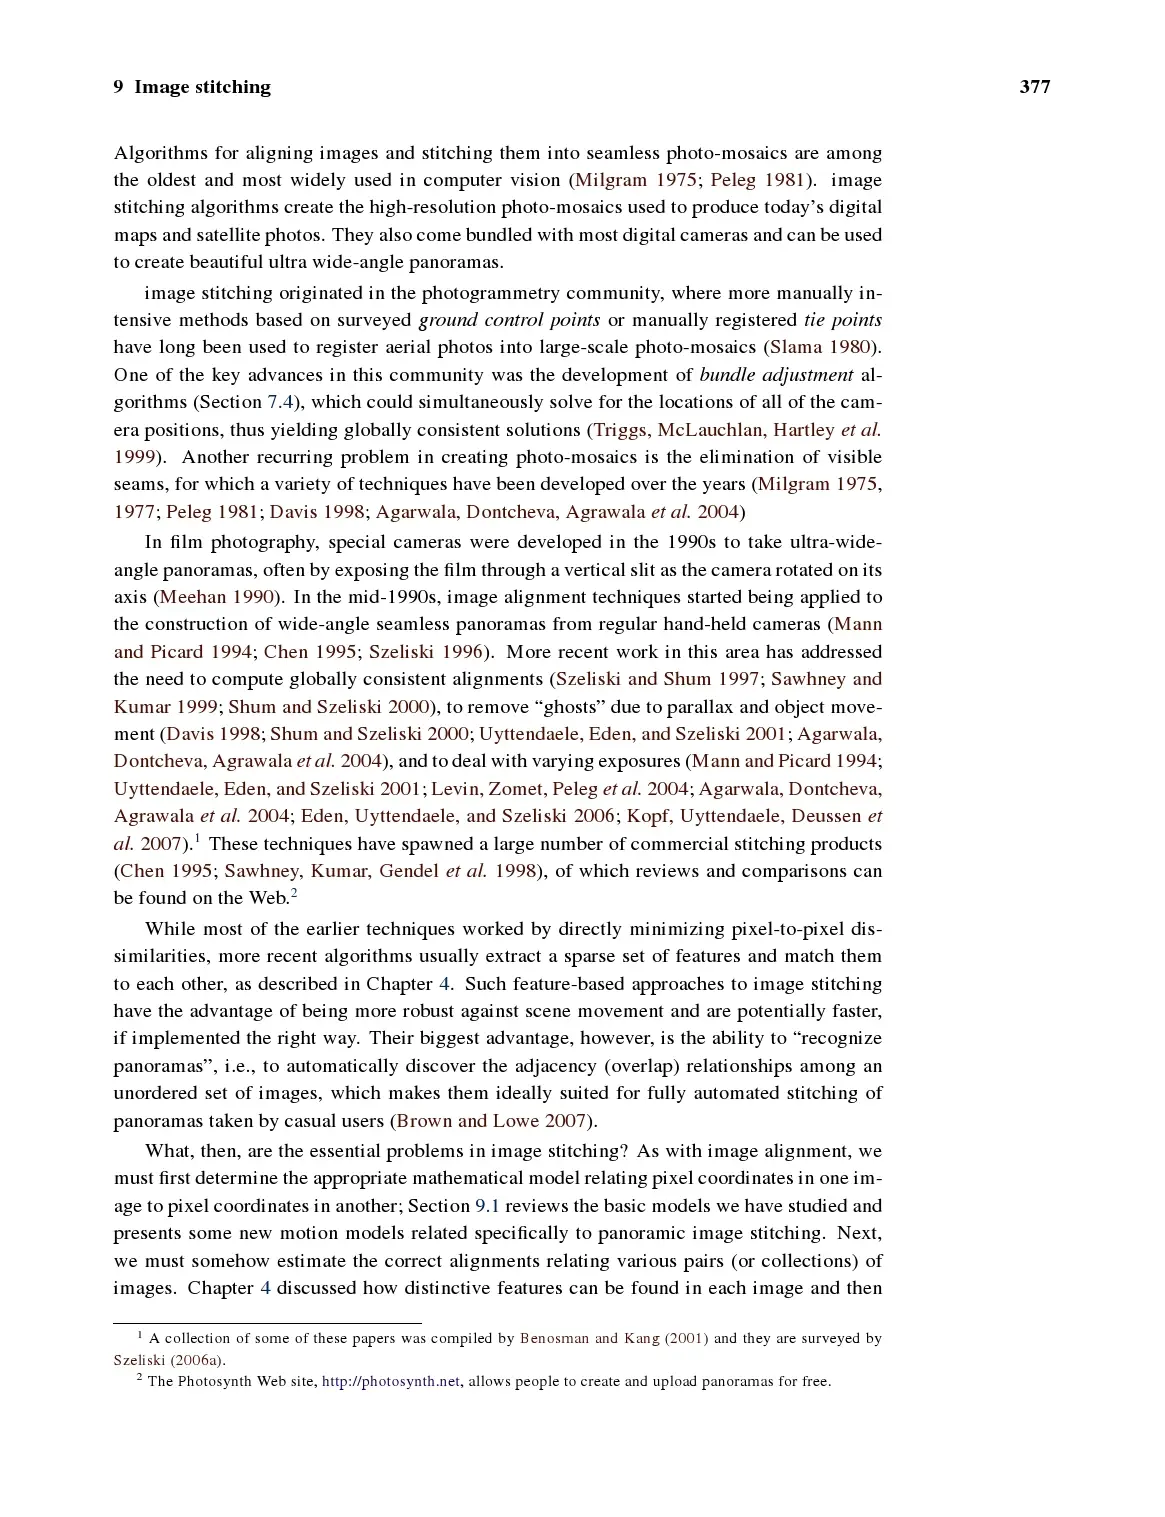 9 Image stitching 377
Algorithms for aligning images and stitching them into seamless photo-mosaics are among
the oldest and most widely used in computer vision (Milgram 1975; Peleg 1981). image
stitching algorithms create the high-resolution photo-mosaics used to produce today’s digital
maps and satellite photos. They also come bundled with most digital cameras and can be used
to create beautiful ultra wide-angle panoramas.
image stitching originated in the photogrammetry community, where more manually in-
tensive methods based on surveyed ground control points or manually registered tie points
have long been used to register aerial photos into large-scale photo-mosaics (Slama 1980).
One of the key advances in this community was the development of bundle adjustment al-
gorithms (Section 7.4), which could simultaneously solve for the locations of all of the cam-
era positions, thus yielding globally consistent solutions (Triggs, McLauchlan, Hartley et al.
1999). Another recurring problem in creating photo-mosaics is the elimination of visible
seams, for which a variety of techniques have been developed over the years (Milgram 1975,
1977; Peleg 1981; Davis 1998; Agarwala, Dontcheva, Agrawala et al. 2004)
In film photography, special cameras were developed in the 1990s to take ultra-wide-
angle panoramas, often by exposing the film through a vertical slit as the camera rotated on its
axis (Meehan 1990). In the mid-1990s, image alignment techniques started being applied to
the construction of wide-angle seamless panoramas from regular hand-held cameras (Mann
and Picard 1994; Chen 1995; Szeliski 1996). More recent work in this area has addressed
the need to compute globally consistent alignments (Szeliski and Shum 1997; Sawhney and
Kumar 1999; Shum and Szeliski 2000), to remove “ghosts” due to parallax and object move-
ment (Davis 1998; Shum and Szeliski 2000; Uyttendaele, Eden, and Szeliski 2001; Agarwala,
Dontcheva, Agrawala et al. 2004), and to deal with varying exposures (Mann and Picard 1994;
Uyttendaele, Eden, and Szeliski 2001; Levin, Zomet, Peleg et al. 2004; Agarwala, Dontcheva,
Agrawala et al. 2004; Eden, Uyttendaele, and Szeliski 2006; Kopf, Uyttendaele, Deussen et
al. 2007).1 These techniques have spawned a large number of commercial stitching products
(Chen 1995; Sawhney, Kumar, Gendel et al. 1998), of which reviews and comparisons can
be found on the Web.2
While most of the earlier techniques worked by directly minimizing pixel-to-pixel dis-
similarities, more recent algorithms usually extract a sparse set of features and match them
to each other, as described in Chapter 4. Such feature-based approaches to image stitching
have the advantage of being more robust against scene movement and are potentially faster,
if implemented the right way. Their biggest advantage, however, is the ability to “recognize
panoramas”, i.e., to automatically discover the adjacency (overlap) relationships among an
unordered set of images, which makes them ideally suited for fully automated stitching of
panoramas taken by casual users (Brown and Lowe 2007).
What, then, are the essential problems in image stitching? As with image alignment, we
must first determine the appropriate mathematical model relating pixel coordinates in one im-
age to pixel coordinates in another; Section 9.1 reviews the basic models we have studied and
presents some new motion models related specifically to panoramic image stitching. Next,
we must somehow estimate the correct alignments relating various pairs (or collections) of
images. Chapter 4 discussed how distinctive features can be found in each image and then
1 A collection of some of these papers was compiled by Benosman and Kang (2001) and they are surveyed by
Szeliski (2006a).
2 The Photosynth Web site, http://photosynth.net, allows people to create and upload panoramas for free.